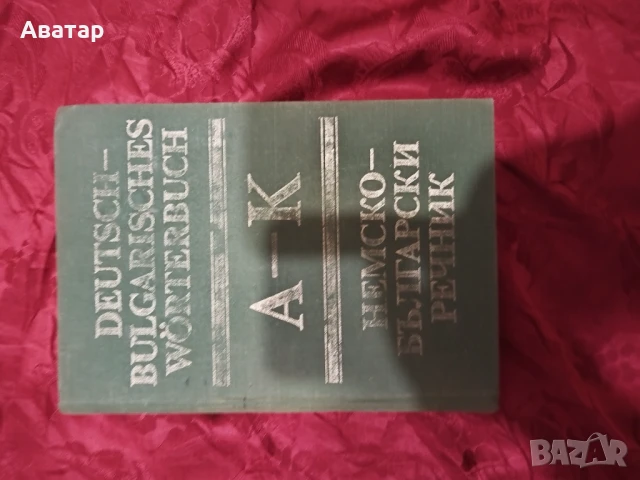 Аватар
DEUTSCH–
BULGARISCHES
WÖRTERBUCH
A–K
НЕМСКО–
БЪЛГАРСКИ
РЕЧНИК
BAZAR